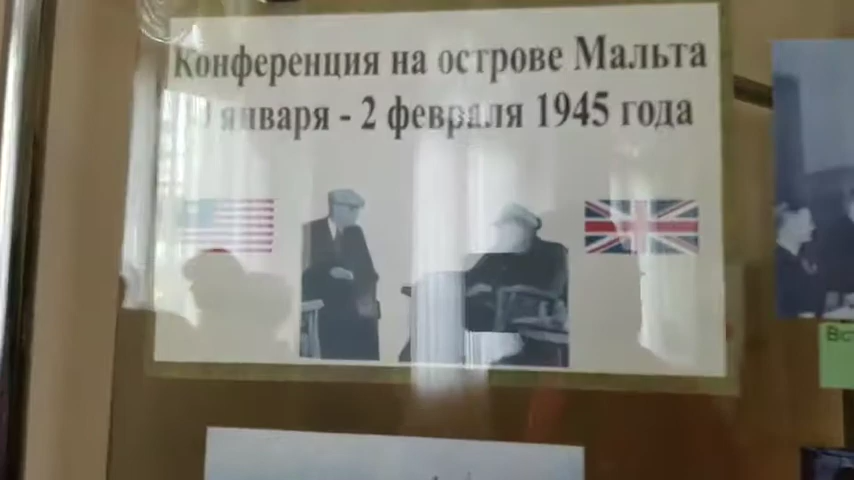 Конференция на острове Мальта
января - 2 февраля 1945 года